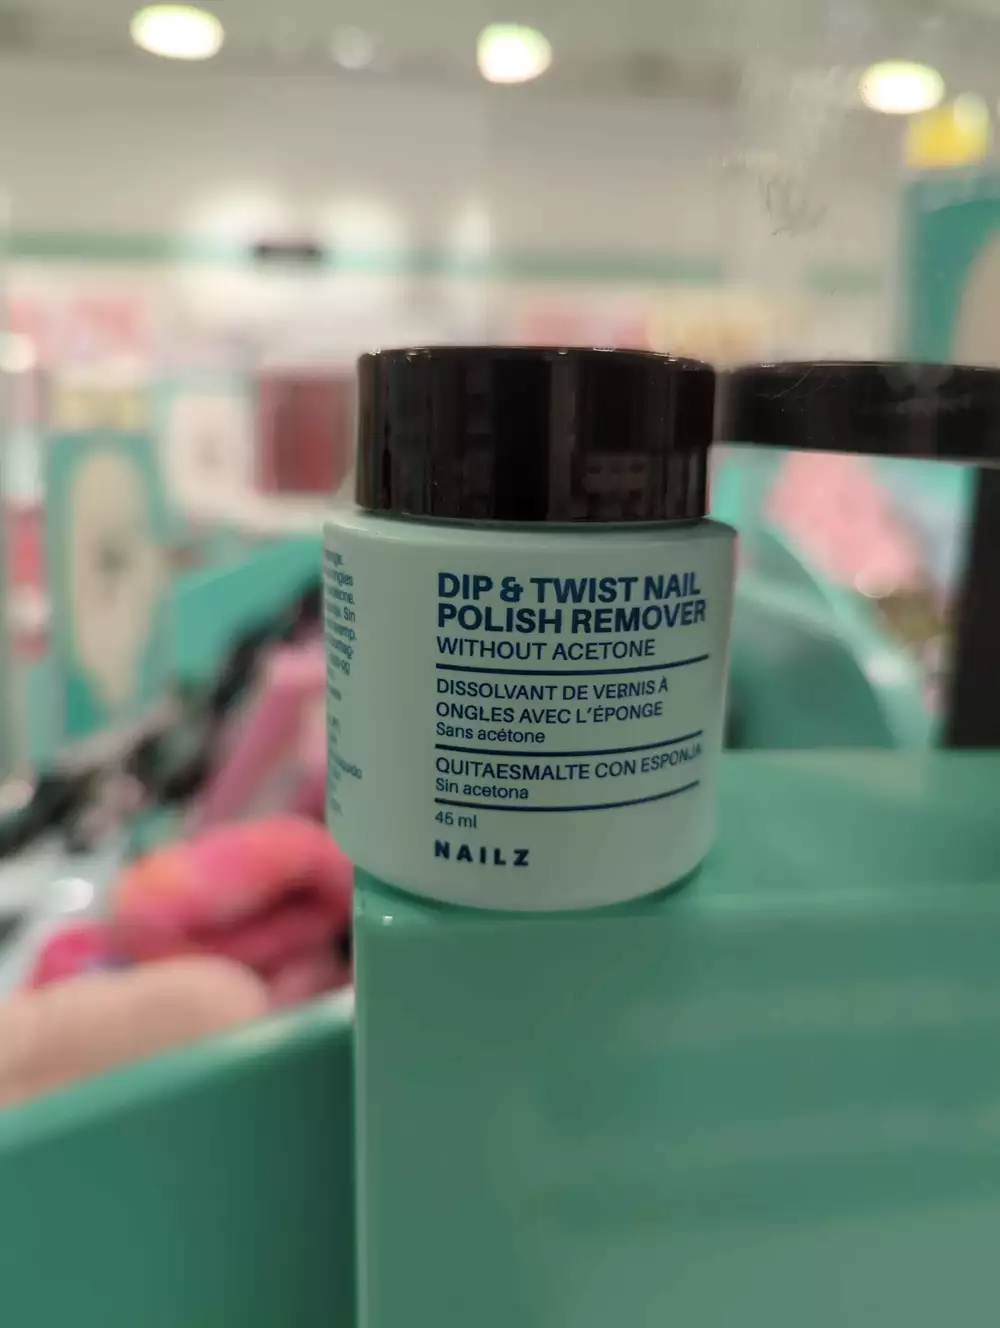 DIP & TWIST NAIL
POLISH REMOVER
WITHOUT ACETONE
DISSOLVANT DE VERNIS À
ONGLES AVEC L'ÉPONGE
Sans acétone
QUITAESMALTE CON ESPONJA
Sin acetona
45 ml
NAILZ
Sin